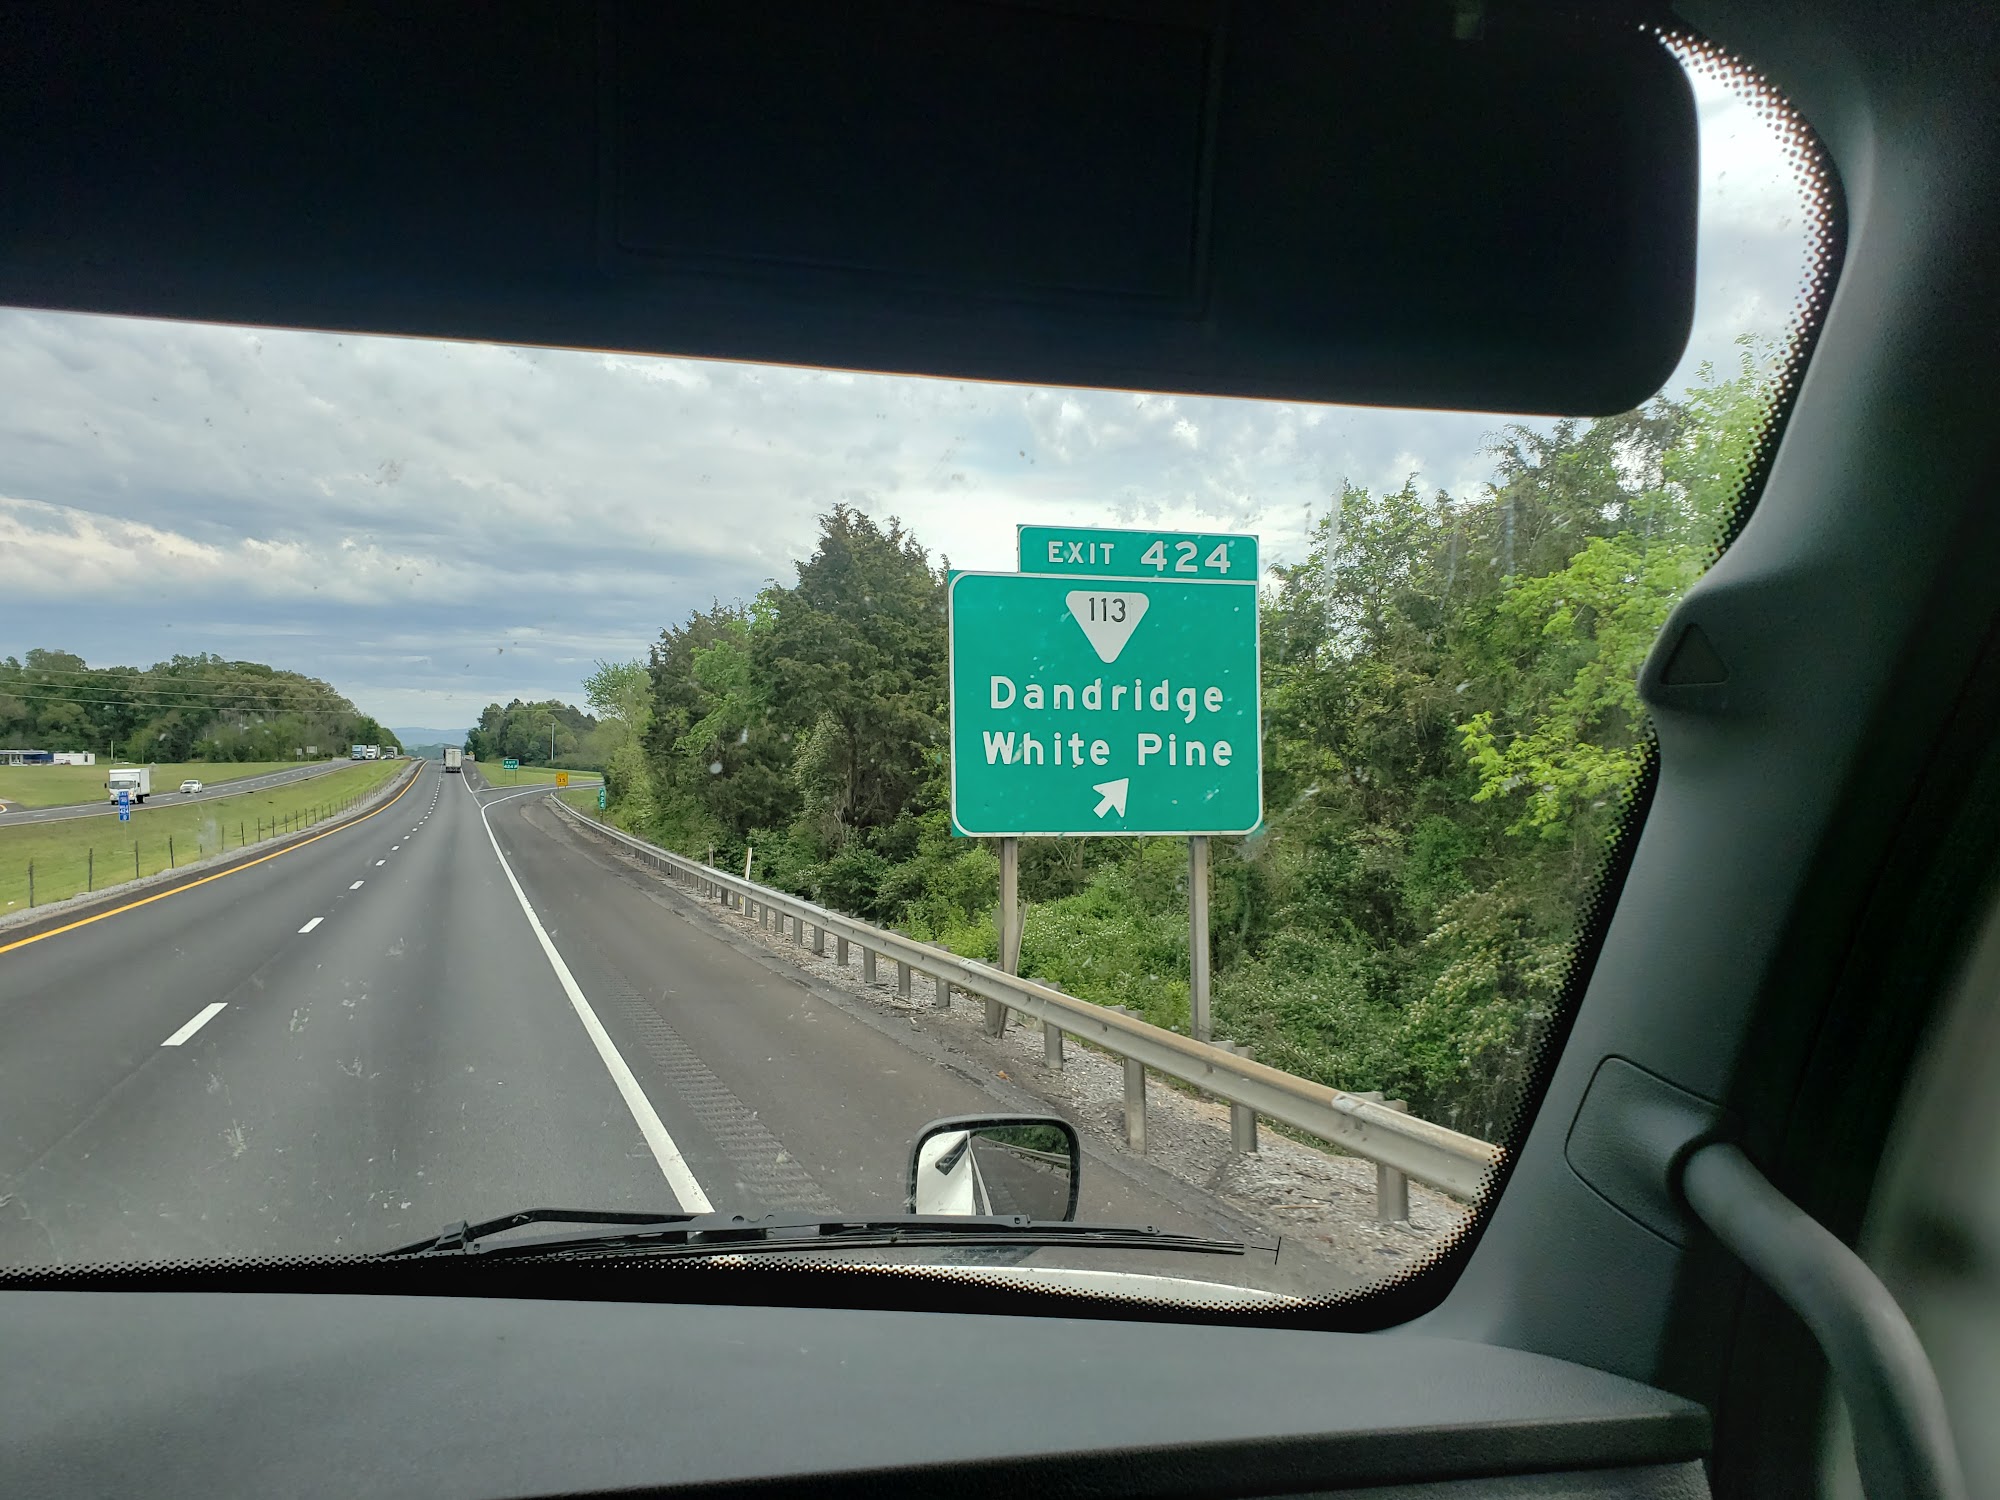 EXIT 424
113
Dandridge
White Pine